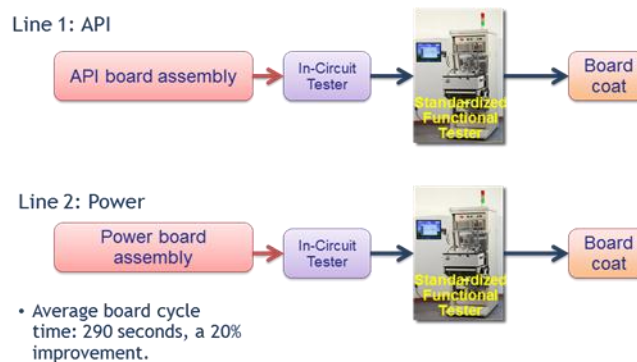 Line 1: API
API board assembly
In-Circuit
Tester
Standardized
Functional
Tester
Board
coat
Line 2: Power
Power board
assembly
In-Circuit
Tester
Standardized
Functional
Tester
Board
coat
• Average board cycle
time: 290 seconds, a 20%
improvement.